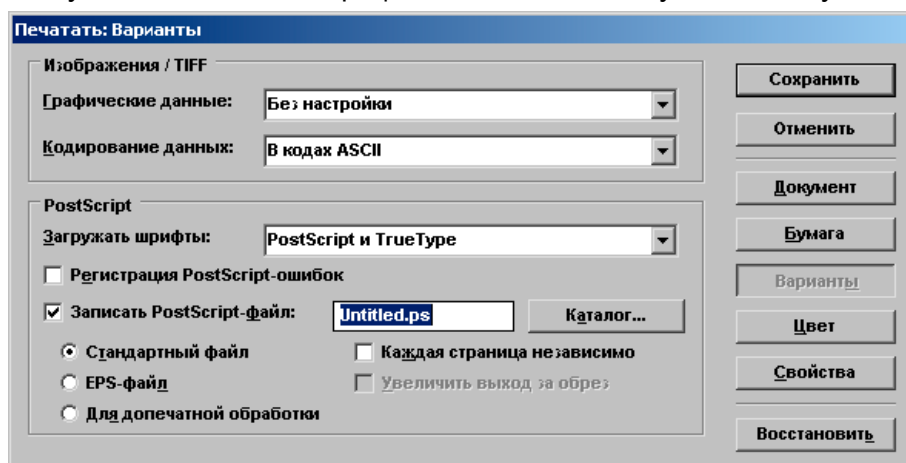 Печатать: Варианты
Изображения / TIFF
Графические данные: Без настройки
Кодирование данных: В кодах ASCII
PostScript
Загружать шрифты: PostScript и TrueType
Регистрация PostScript-ошибок
Записать PostScript-файл: Untitled.ps Каталог...
Стандартный файл Каждая страница независимо
EPS-файл Увеличить выход за обрез
Для допечатной обработки
Сохранить
Отменить
Документ
Бумага
Варианты
Цвет
Свойства
Восстановить